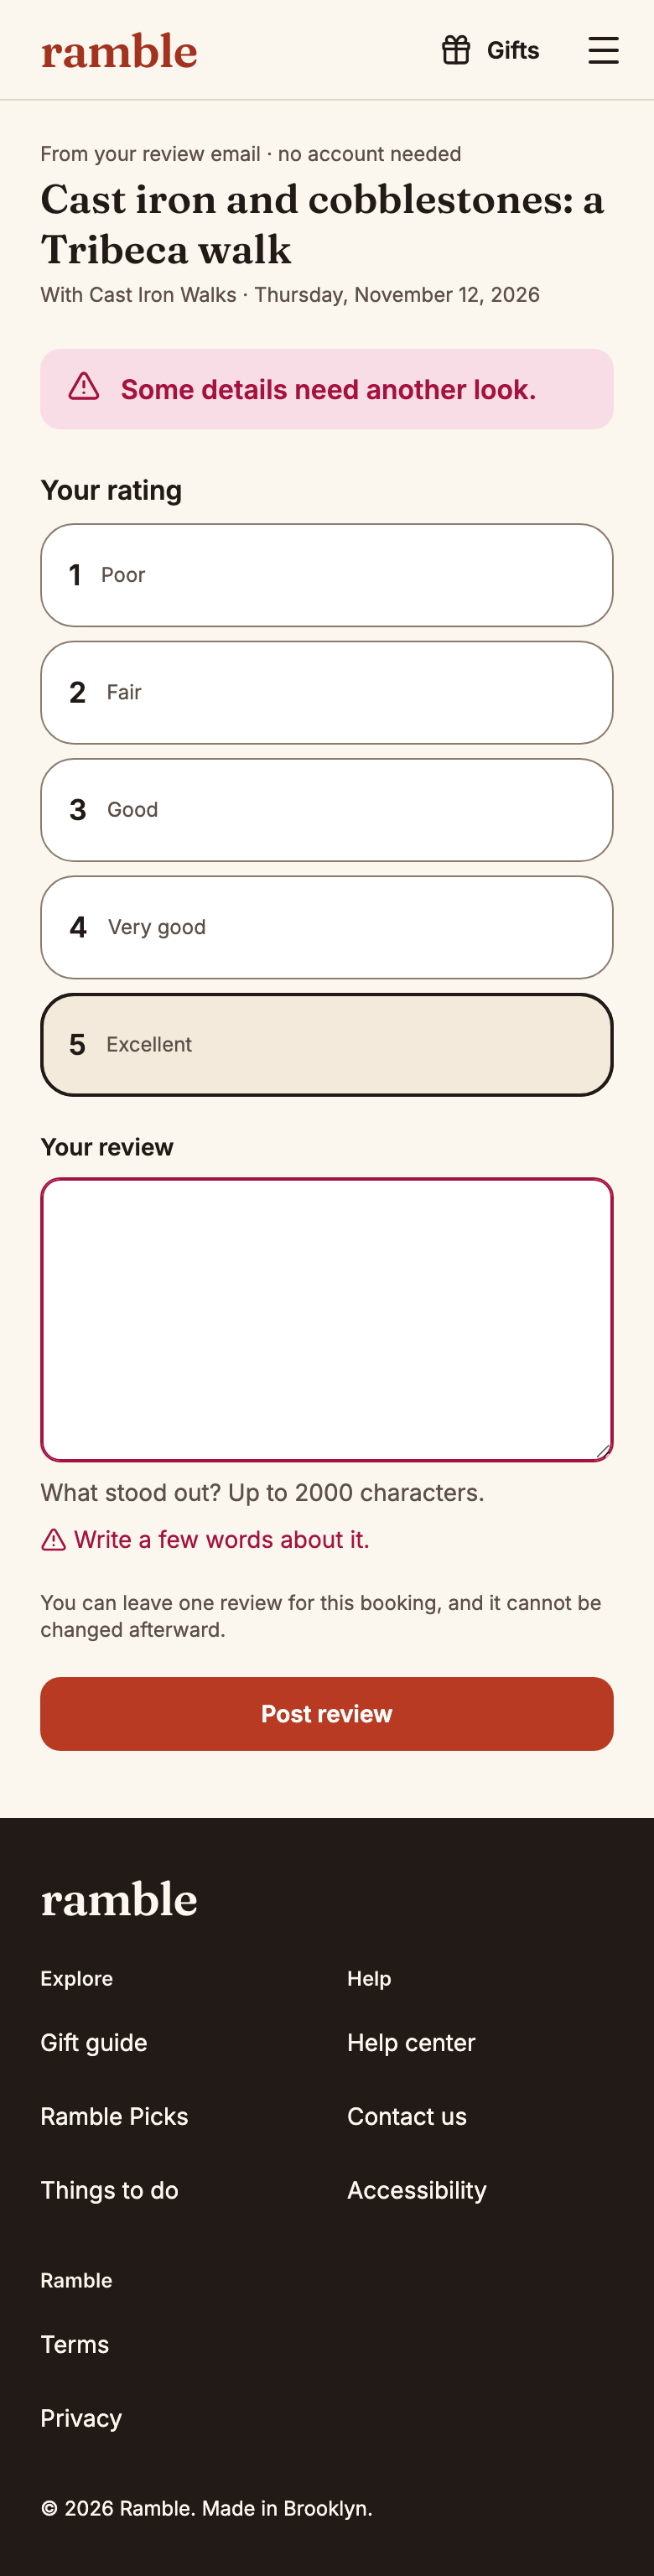 ramble
Gifts
From your review email · no account needed
Cast iron and cobblestones: a
Tribeca walk
With Cast Iron Walks · Thursday, November 12, 2026
Some details need another look.
Your rating
1 Poor
2 Fair
3 Good
4 Very good
5 Excellent
Your review
What stood out? Up to 2000 characters.
Write a few words about it.
You can leave one review for this booking, and it cannot be
changed afterward.
Post review
ramble
Explore
Gift guide
Ramble Picks
Things to do
Help
Help center
Contact us
Accessibility
Ramble
Terms
Privacy
© 2026 Ramble. Made in Brooklyn.